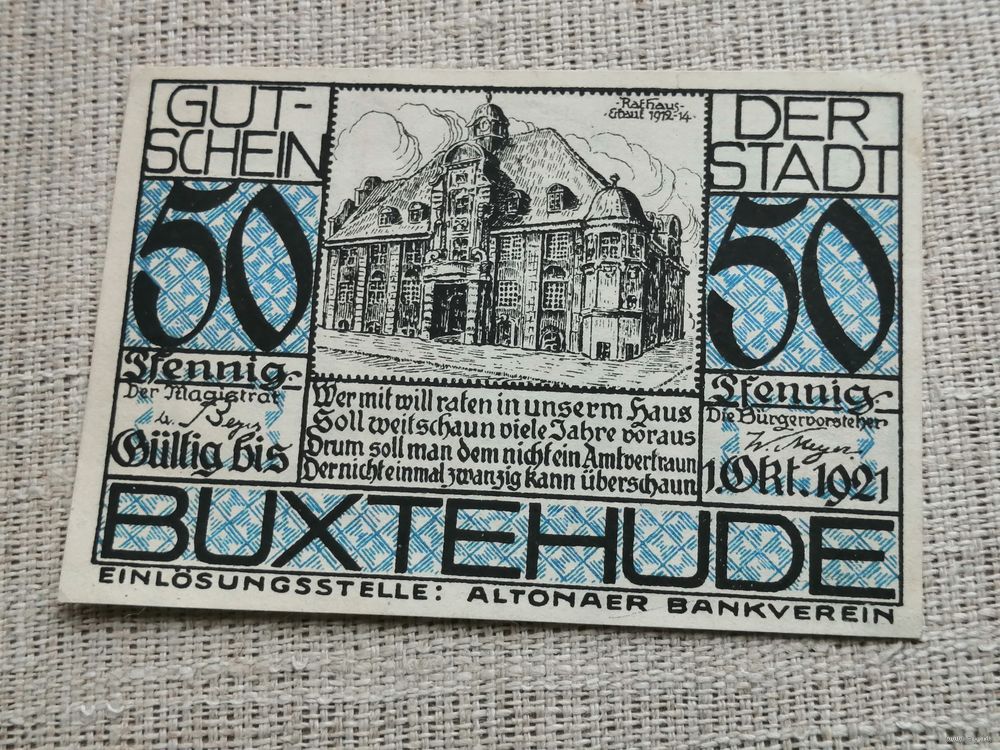 GUT-
SCHEIN
50
Pfennig.
Der Magistrat
Gültig bis
-Rathaus-
Erbaut 1912-14.
Wer mit will raten in unserm Haus
Soll weitschaun viele Jahre voraus
Drum soll man dem nicht ein Amt vertraun
Der nicht einmal zwanzig kann überschaun
DER
STADT
50
Pfennig.
Die Bürgervorsteher
W. Meyer
1.Okt.1921
BUXTEHUDE
EINLÖSUNGSSTELLE: ALTONAER BANKVEREIN